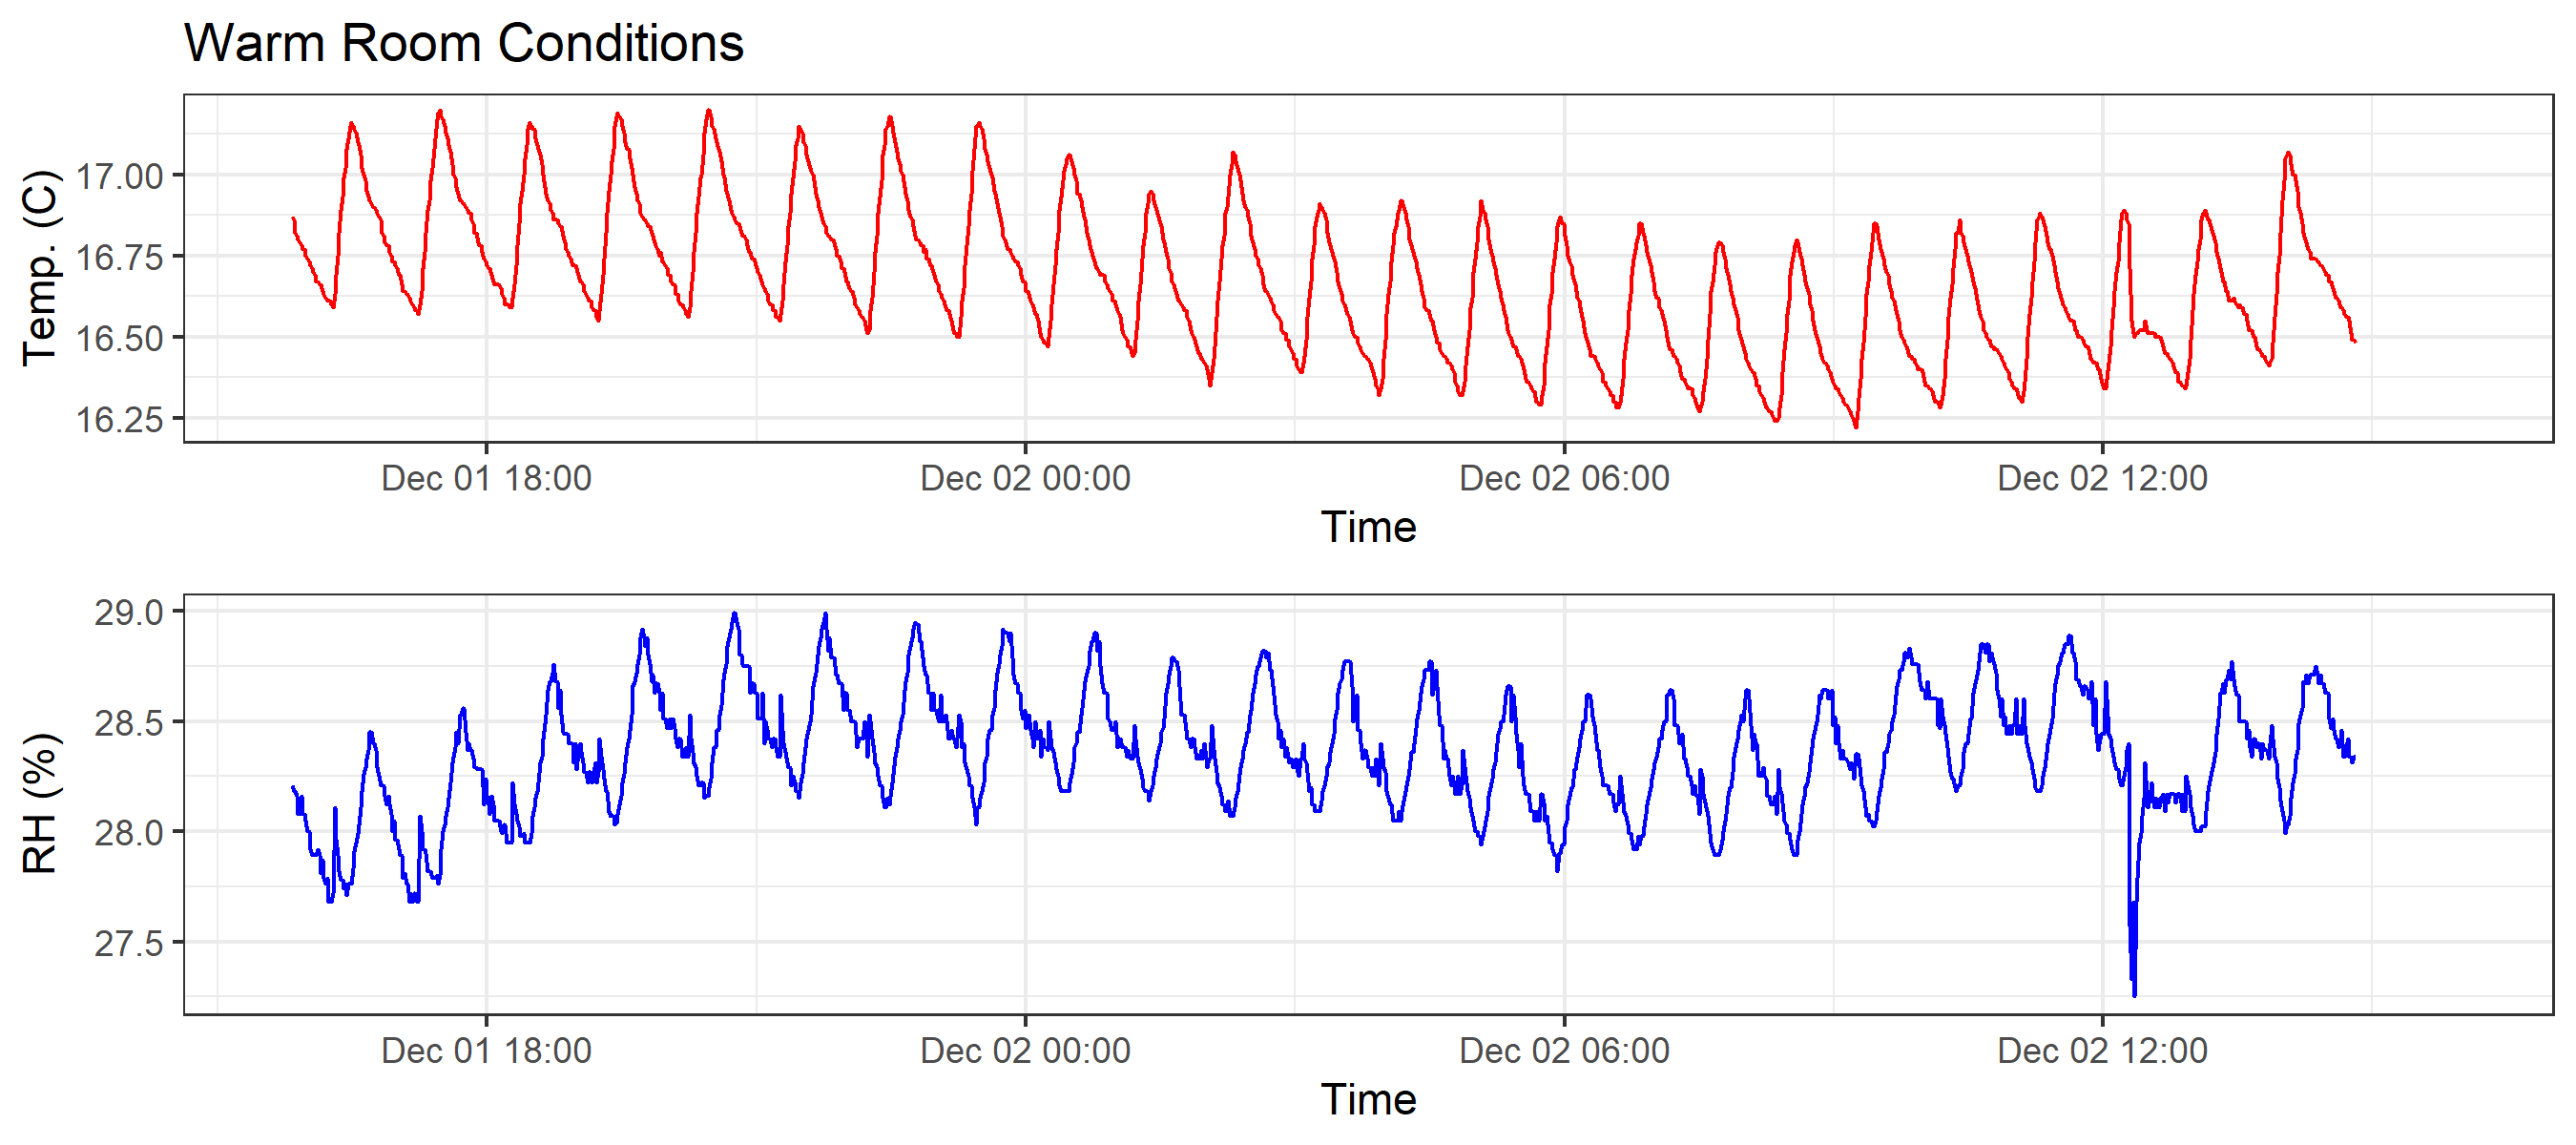 Warm Room Conditions
Temp. (C)
17.00
16.75
16.50
16.25
Dec 01 18:00 Dec 02 00:00 Dec 02 06:00 Dec 02 12:00
Time
RH (%)
29.0
28.5
28.0
27.5
Dec 01 18:00 Dec 02 00:00 Dec 02 06:00 Dec 02 12:00
Time